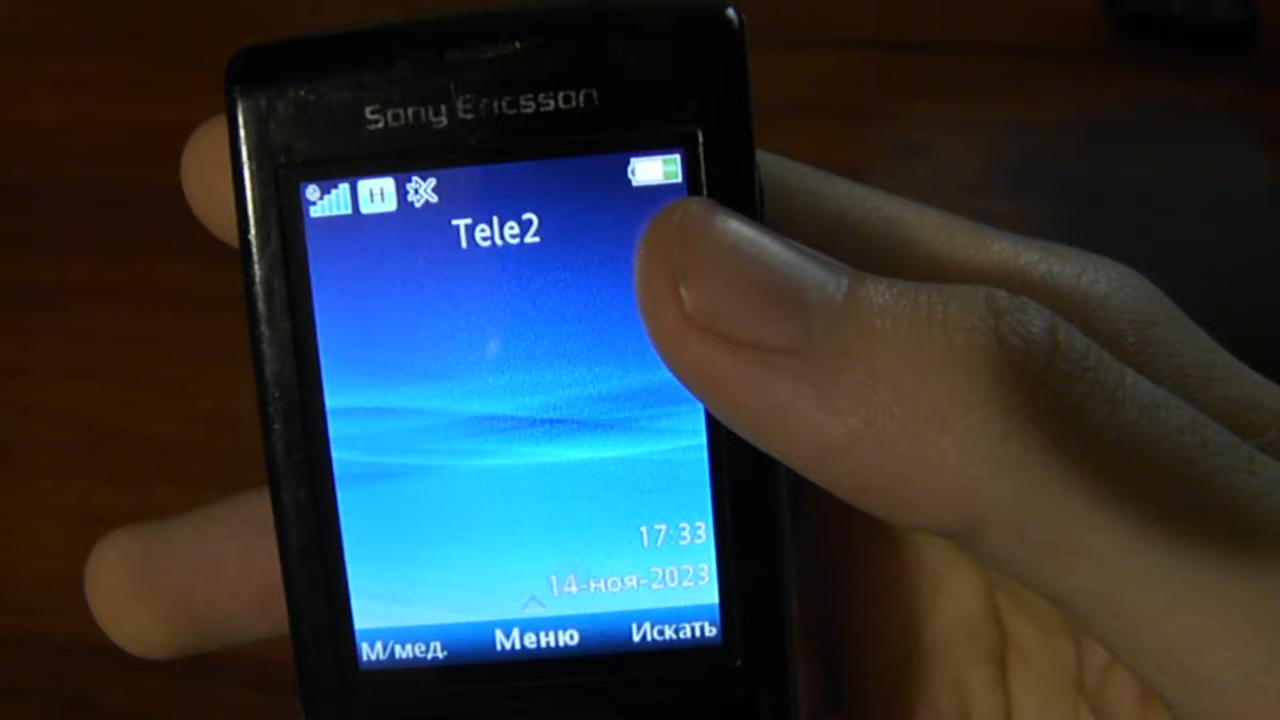 Sony Ericsson
H
Tele2
17:33
14-ноя-2023
М/мед. Меню Искать